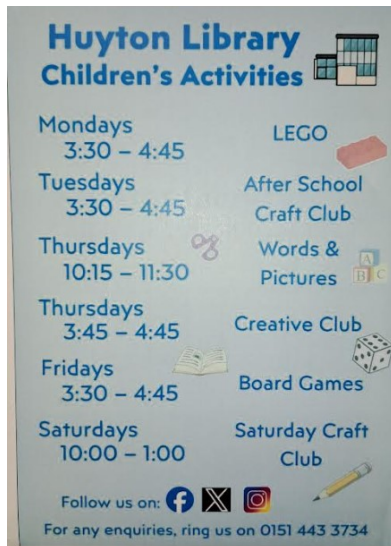 Huyton Library
Children's Activities
Mondays
3:30 – 4:45
LEGO
Tuesdays
3:30 – 4:45
After School
Craft Club
Thursdays
10:15 – 11:30
Words &
Pictures
A
B C
Thursdays
3:45 – 4:45
Creative Club
Fridays
3:30 – 4:45
Board Games
Saturdays
10:00 – 1:00
Saturday Craft
Club
Follow us on:
For any enquiries, ring us on 0151 443 3734